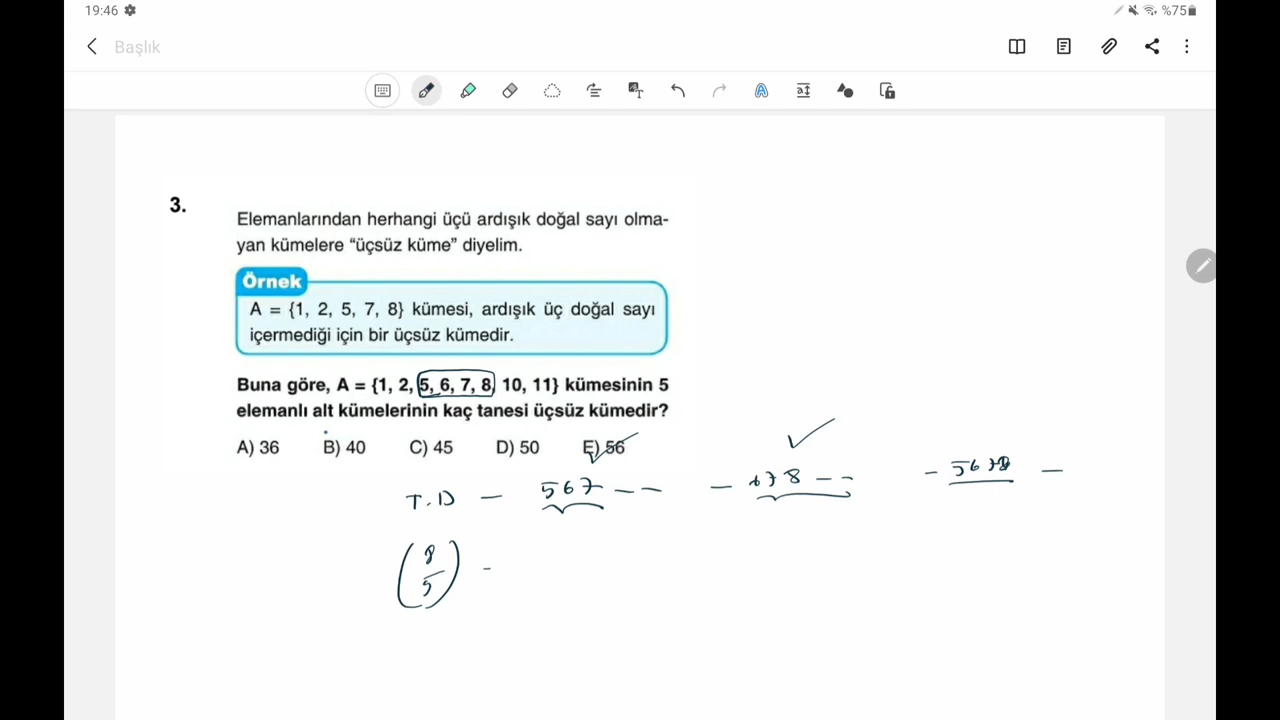 19:46 %75
Başlık
3.
Elemanlarından herhangi üçü ardışık doğal sayı olma-
yan kümelere “üçsüz küme” diyelim.
Örnek
A = {1, 2, 5, 7, 8} kümesi, ardışık üç doğal sayı
içermediği için bir üçsüz kümedir.
Buna göre, A = {1, 2, 5, 6, 7, 8, 10, 11} kümesinin 5
elemanlı alt kümelerinin kaç tanesi üçsüz kümedir?
A) 36 B) 40 C) 45 D) 50 E) 56
T.D – 567 – – – 678 – – – 5678 –
(8
5) -